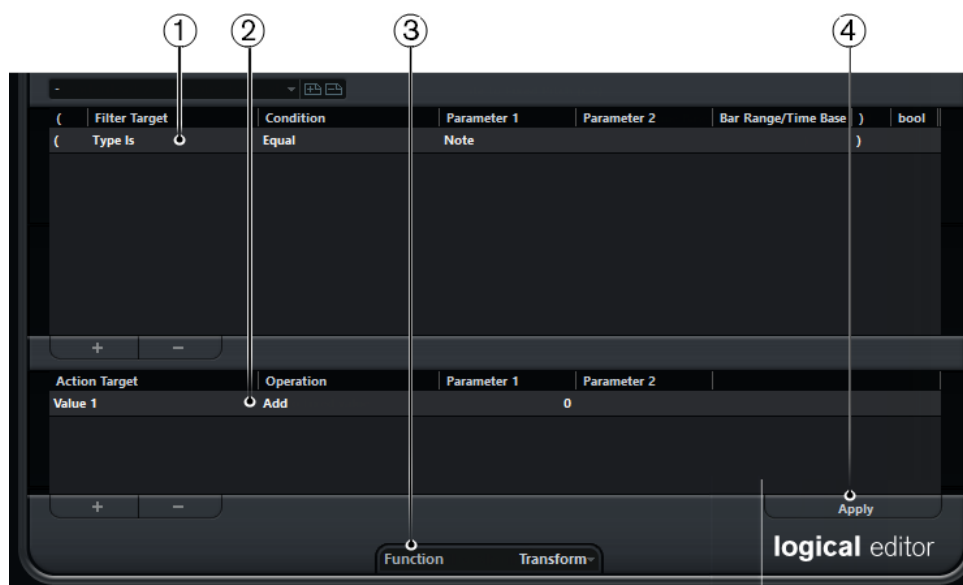 1 2 3 4
-
( Filter Target Condition Parameter 1 Parameter 2 Bar Range/Time Base ) bool
( Type Is Equal Note )
+ −
Action Target Operation Parameter 1 Parameter 2
Value 1 Add 0
+ −
Apply
logical editor
Function Transform